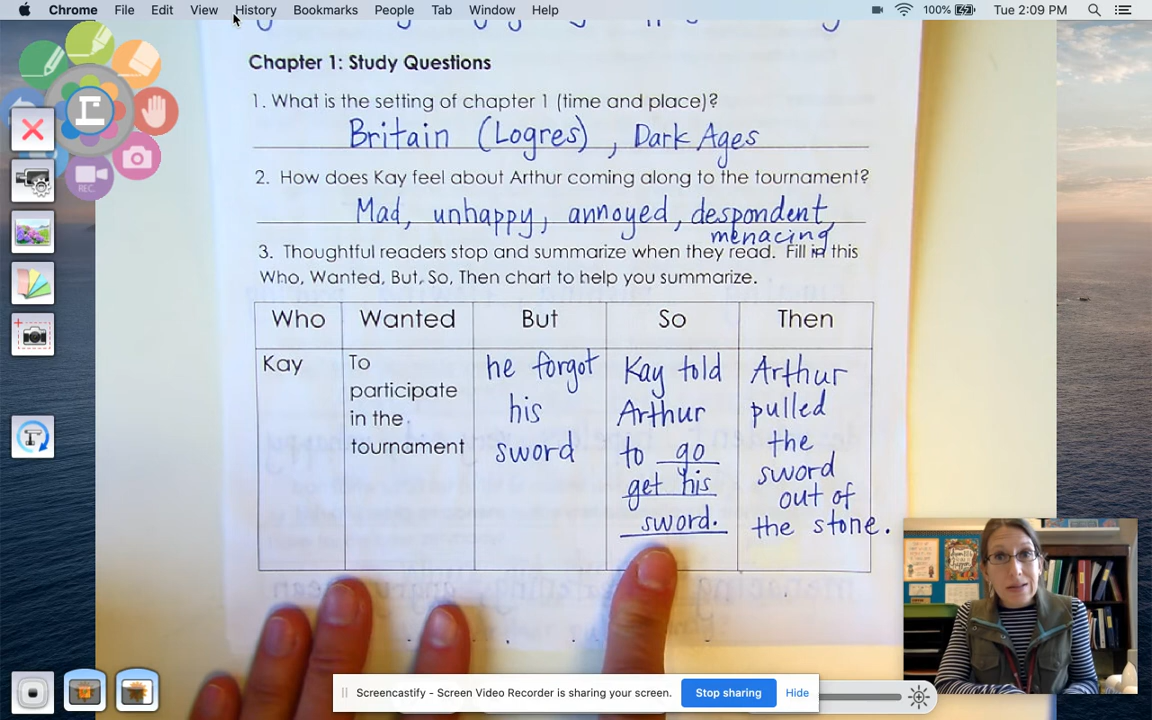 Chrome File Edit View History Bookmarks People Tab Window Help 100% Tue 2:09 PM
Chapter 1: Study Questions
1. What is the setting of chapter 1 (time and place)?
Britain (Logres), Dark Ages
2. How does Kay feel about Arthur coming along to the tournament?
Mad, unhappy, annoyed, despondent,
menacing
3. Thoughtful readers stop and summarize when they read. Fill in this
Who, Wanted, But, So, Then chart to help you summarize.
Who Wanted But So Then
Kay
To
participate
in the
tournament
he forgot
his
sword
Kay told
Arthur
to go
get his
sword.
Arthur
pulled
the
sword
out of
the stone.
REC
Screencastify - Screen Video Recorder is sharing your screen. Stop sharing Hide